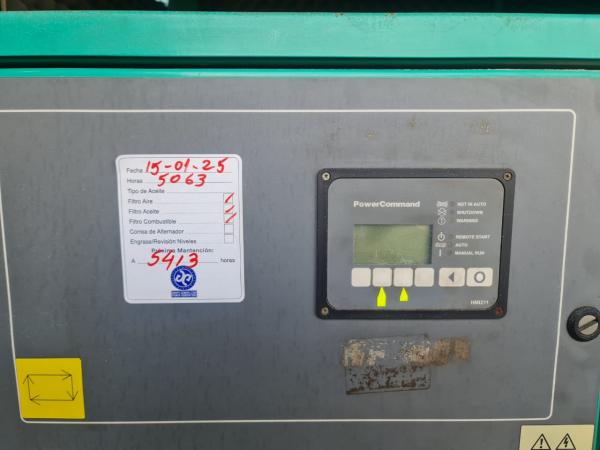 Fecha 15-01-25
Horas 5063
Tipo de Aceite
Filtro Aire
Filtro Aceite
Filtro Combustible
Correa de Alternador
Engrase/Revisión Niveles
Próxima Mantención:
A 5413 horas
PowerCommand
NOT IN AUTO
SHUTDOWN
WARNING
REMOTE START
AUTO
MANUAL RUN
HMI211